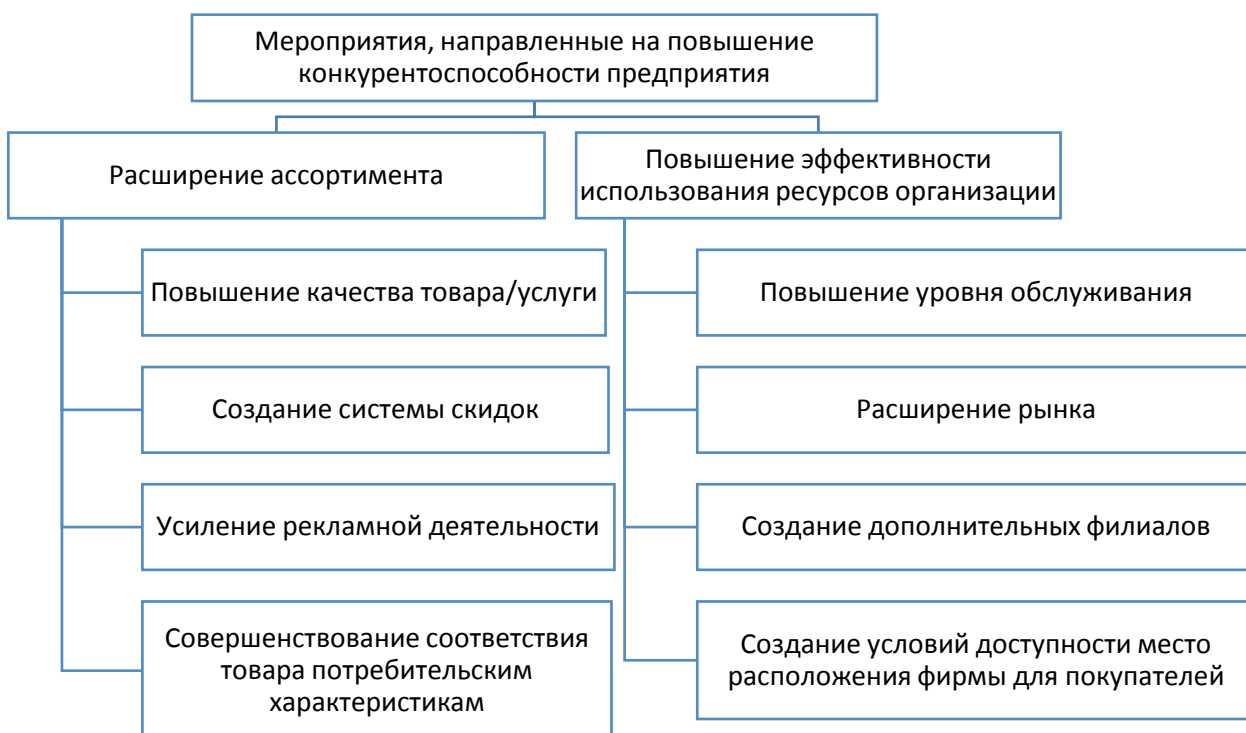 Мероприятия, направленные на повышение
конкурентоспособности предприятия
Расширение ассортимента
Повышение эффективности
использования ресурсов организации
Повышение качества товара/услуги
Повышение уровня обслуживания
Создание системы скидок
Расширение рынка
Усиление рекламной деятельности
Создание дополнительных филиалов
Совершенствование соответствия
товара потребительским
характеристикам
Создание условий доступности место
расположения фирмы для покупателей